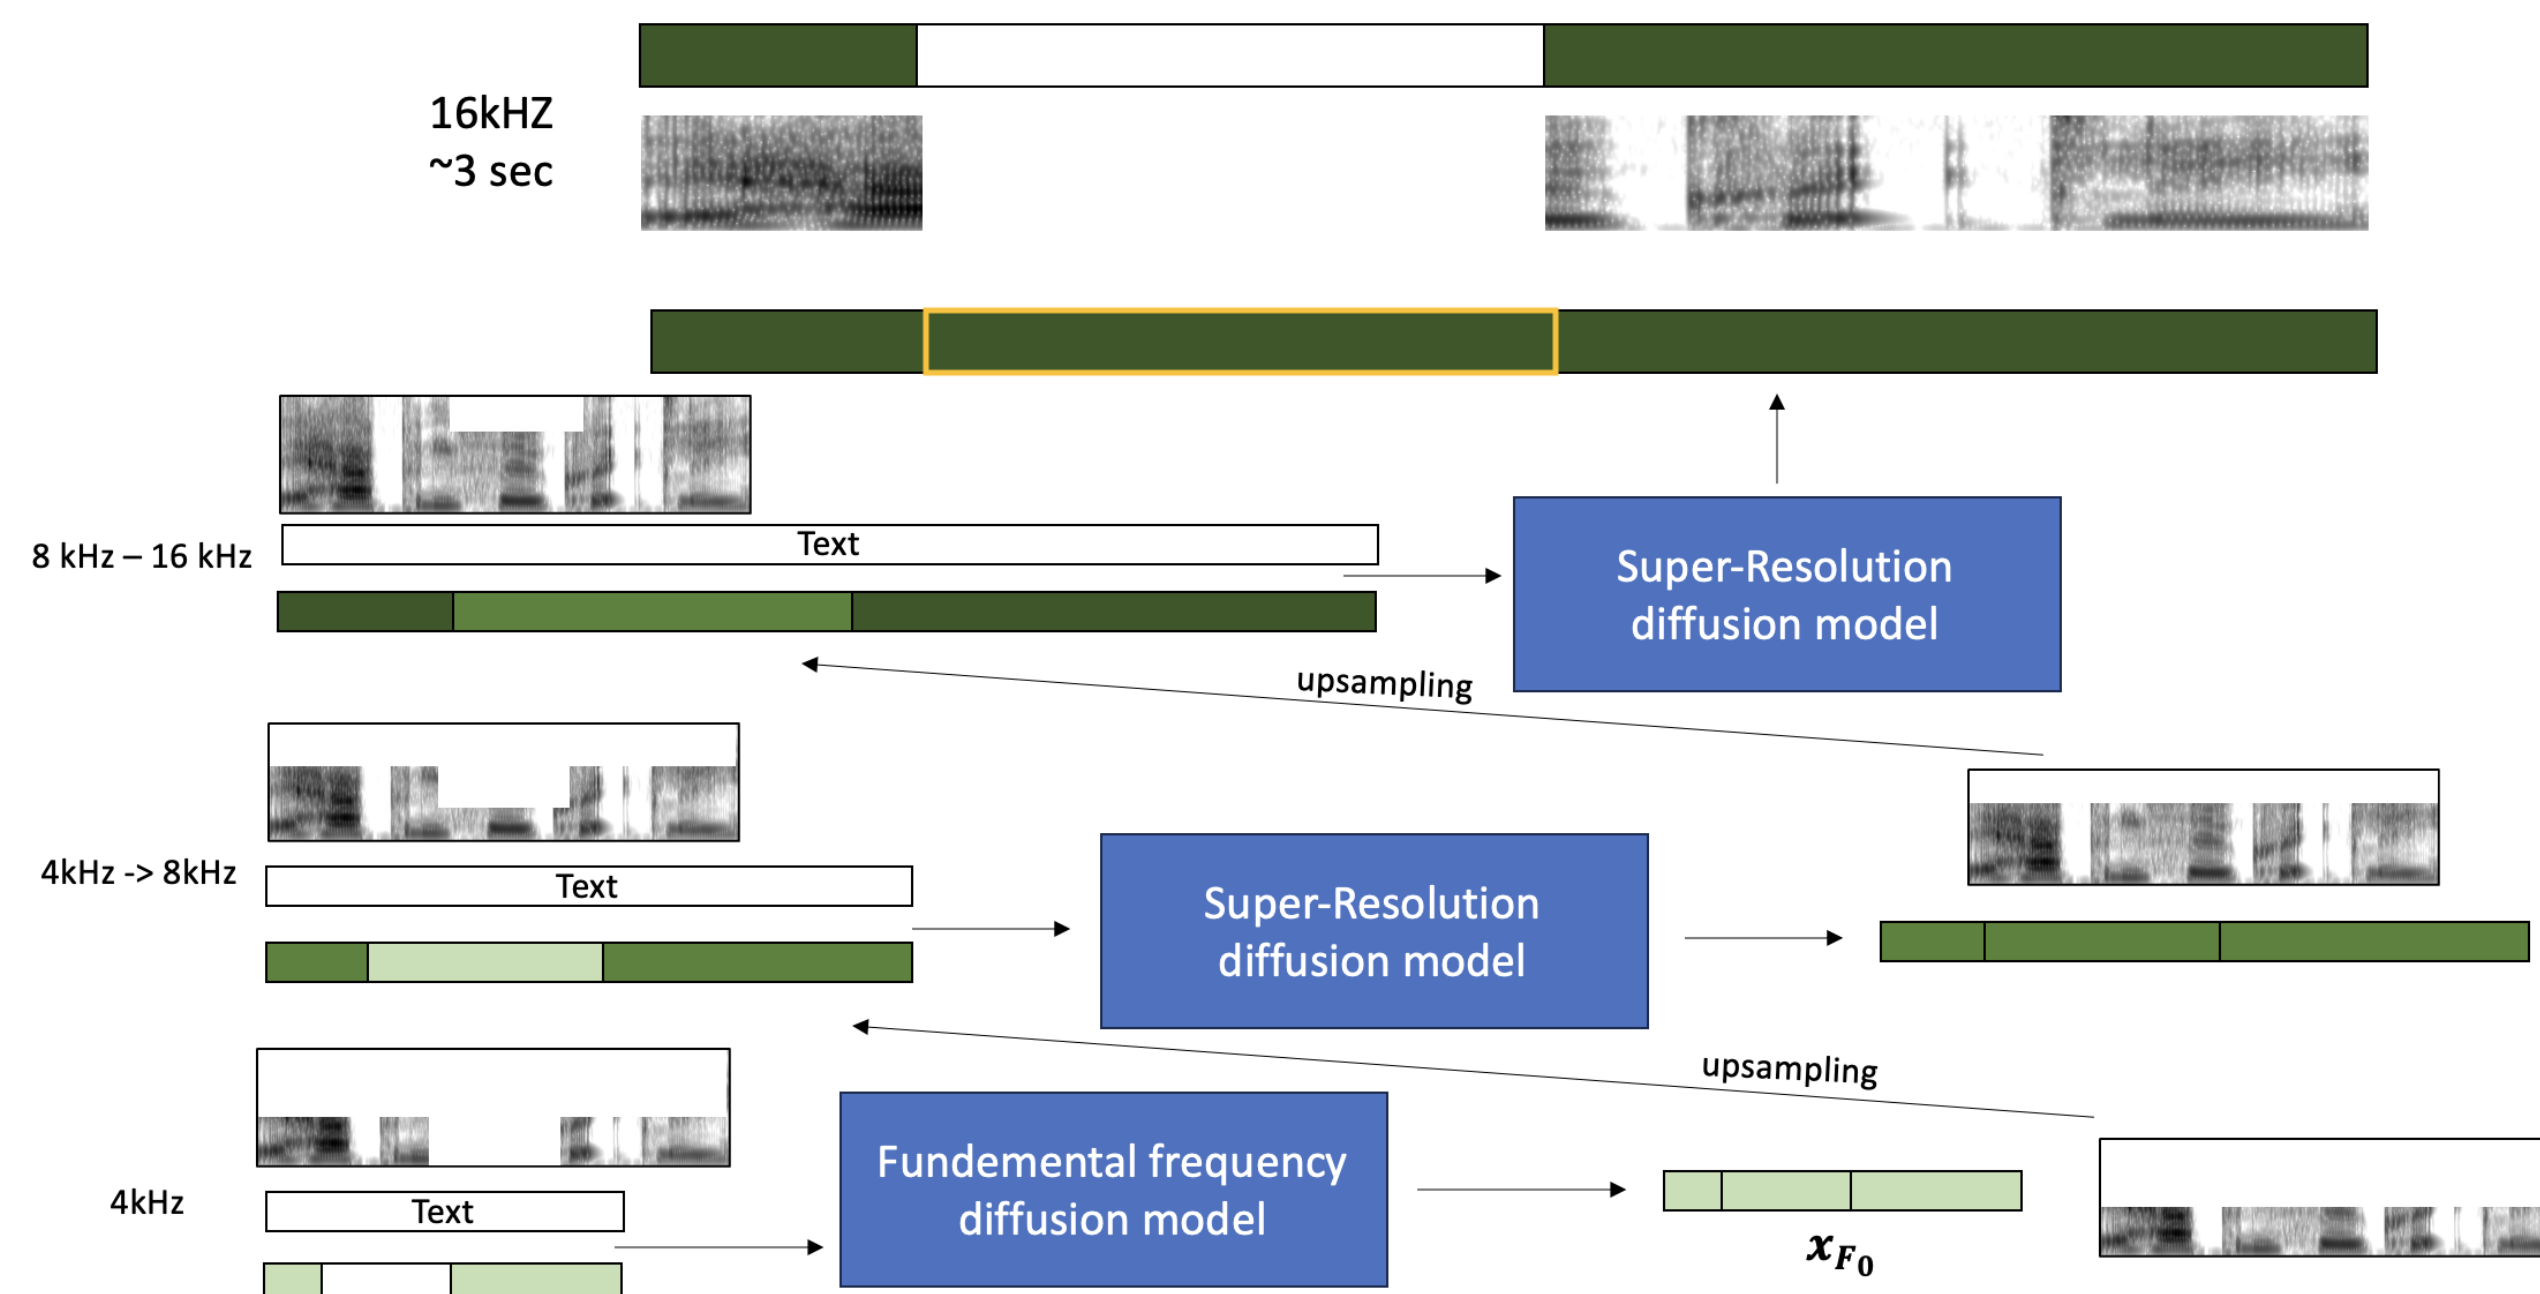 16kHZ
~3 sec
Text
8 kHz – 16 kHz
Super-Resolution
diffusion model
upsampling
4kHz -> 8kHz
Text
Super-Resolution
diffusion model
upsampling
4kHz
Text
Fundemental frequency
diffusion model
x_{F_0}